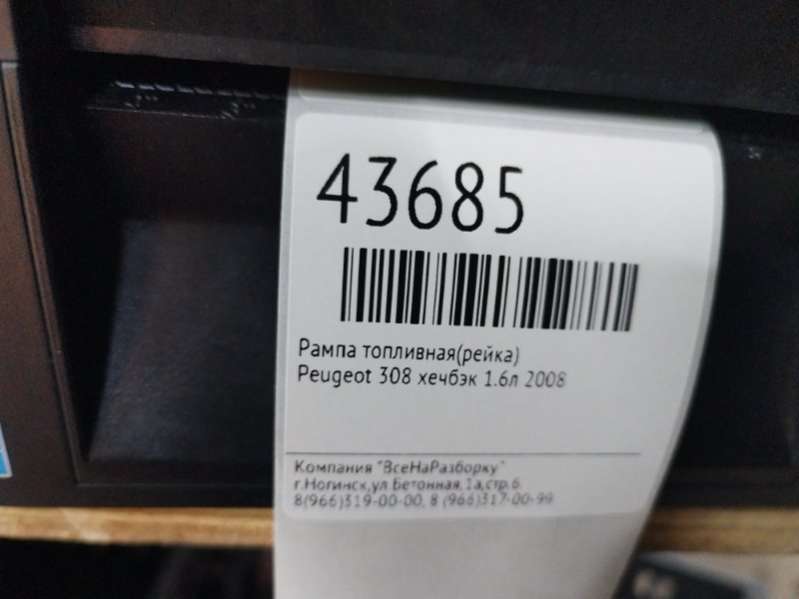 43685
Рампа топливная(рейка)
Peugeot 308 хечбэк 1.6л 2008
Компания "ВсеНаРазборку"
г.Ногинск,ул.Бетонная,1а,стр.6
8(966)319-00-00, 8 (966)317-00-99